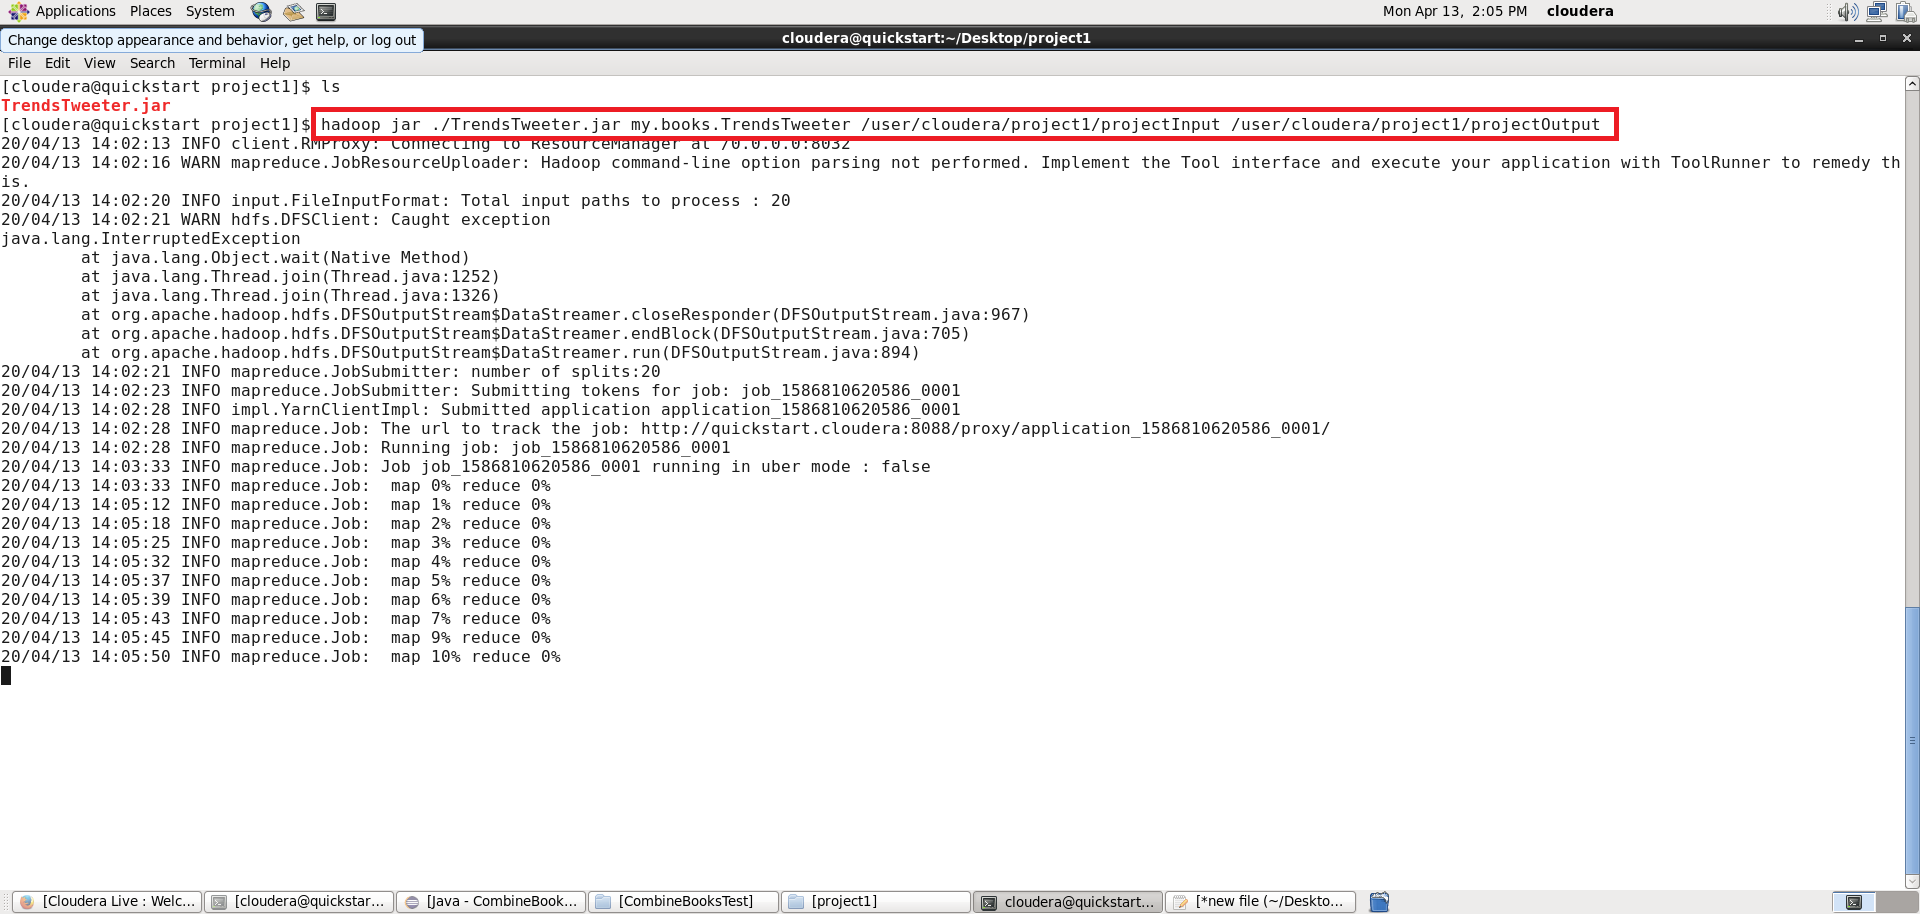 Applications Places System Mon Apr 13, 2:05 PM cloudera
Change desktop appearance and behavior, get help, or log out
cloudera@quickstart:~/Desktop/project1
File Edit View Search Terminal Help
[cloudera@quickstart project1]$ ls
TrendsTweeter.jar
[cloudera@quickstart project1]$ hadoop jar ./TrendsTweeter.jar my.books.TrendsTweeter /user/cloudera/project1/projectInput /user/cloudera/project1/projectOutput
20/04/13 14:02:13 INFO client.RMProxy: Connecting to ResourceManager at /0.0.0.0:8032
20/04/13 14:02:16 WARN mapreduce.JobResourceUploader: Hadoop command-line option parsing not performed. Implement the Tool interface and execute your application with ToolRunner to remedy th
is.
20/04/13 14:02:20 INFO input.FileInputFormat: Total input paths to process : 20
20/04/13 14:02:21 WARN hdfs.DFSClient: Caught exception
java.lang.InterruptedException
at java.lang.Object.wait(Native Method)
at java.lang.Thread.join(Thread.java:1252)
at java.lang.Thread.join(Thread.java:1326)
at org.apache.hadoop.hdfs.DFSOutputStream$DataStreamer.closeResponder(DFSOutputStream.java:967)
at org.apache.hadoop.hdfs.DFSOutputStream$DataStreamer.endBlock(DFSOutputStream.java:705)
at org.apache.hadoop.hdfs.DFSOutputStream$DataStreamer.run(DFSOutputStream.java:894)
20/04/13 14:02:21 INFO mapreduce.JobSubmitter: number of splits:20
20/04/13 14:02:23 INFO mapreduce.JobSubmitter: Submitting tokens for job: job_1586810620586_0001
20/04/13 14:02:28 INFO impl.YarnClientImpl: Submitted application application_1586810620586_0001
20/04/13 14:02:28 INFO mapreduce.Job: The url to track the job: http://quickstart.cloudera:8088/proxy/application_1586810620586_0001/
20/04/13 14:02:28 INFO mapreduce.Job: Running job: job_1586810620586_0001
20/04/13 14:03:33 INFO mapreduce.Job: Job job_1586810620586_0001 running in uber mode : false
20/04/13 14:03:33 INFO mapreduce.Job:  map 0% reduce 0%
20/04/13 14:05:12 INFO mapreduce.Job:  map 1% reduce 0%
20/04/13 14:05:18 INFO mapreduce.Job:  map 2% reduce 0%
20/04/13 14:05:25 INFO mapreduce.Job:  map 3% reduce 0%
20/04/13 14:05:32 INFO mapreduce.Job:  map 4% reduce 0%
20/04/13 14:05:37 INFO mapreduce.Job:  map 5% reduce 0%
20/04/13 14:05:39 INFO mapreduce.Job:  map 6% reduce 0%
20/04/13 14:05:43 INFO mapreduce.Job:  map 7% reduce 0%
20/04/13 14:05:45 INFO mapreduce.Job:  map 9% reduce 0%
20/04/13 14:05:50 INFO mapreduce.Job:  map 10% reduce 0%
[Cloudera Live : Welc... [cloudera@quickstar... [Java - CombineBook... [CombineBooksTest] [project1] cloudera@quickstart... [*new file (~/Deskto...